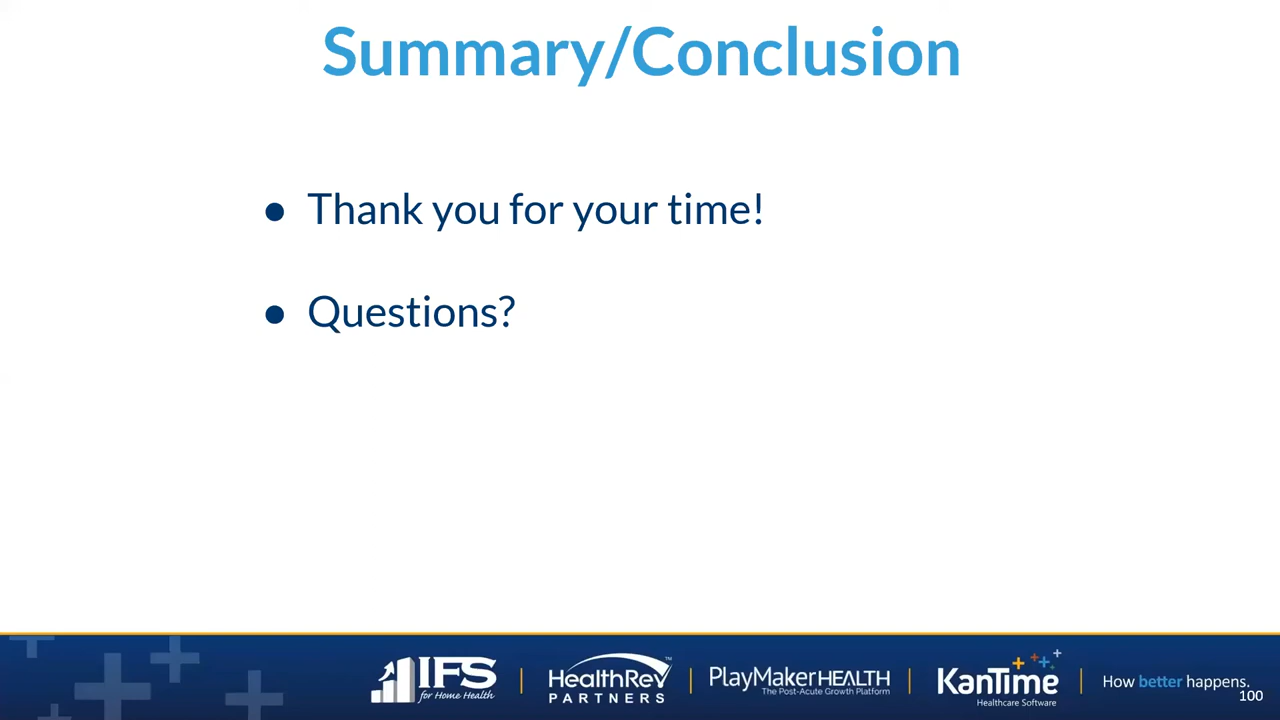 Summary/Conclusion
● Thank you for your time!
● Questions?
IFS
for Home Health
HealthRev™
PARTNERS
PlayMakerHEALTH
The Post-Acute Growth Platform
KanTime
Healthcare Software
How better happens.
100